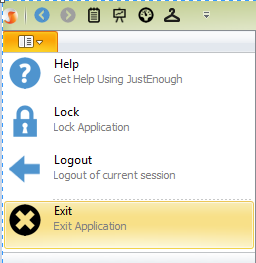 Help
Get Help Using JustEnough
Lock
Lock Application
Logout
Logout of current session
Exit
Exit Application